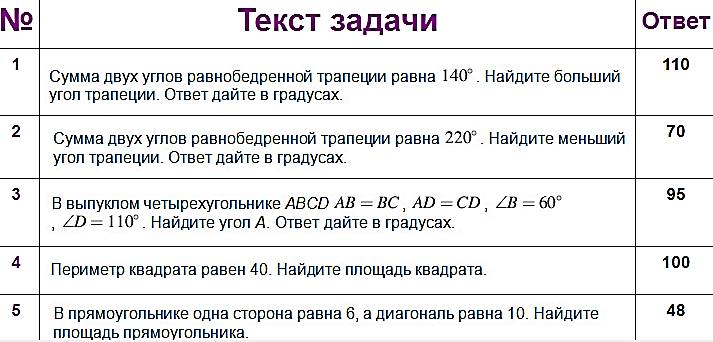 № Текст задачи Ответ
1 Сумма двух углов равнобедренной трапеции равна 140°. Найдите больший 110
угол трапеции. Ответ дайте в градусах.
2 Сумма двух углов равнобедренной трапеции равна 220°. Найдите меньший 70
угол трапеции. Ответ дайте в градусах.
3 В выпуклом четырехугольнике ABCD AB = BC, AD = CD, ∠B = 60° 95
, ∠D = 110°. Найдите угол A. Ответ дайте в градусах.
4 Периметр квадрата равен 40. Найдите площадь квадрата. 100
5 В прямоугольнике одна сторона равна 6, а диагональ равна 10. Найдите 48
площадь прямоугольника.